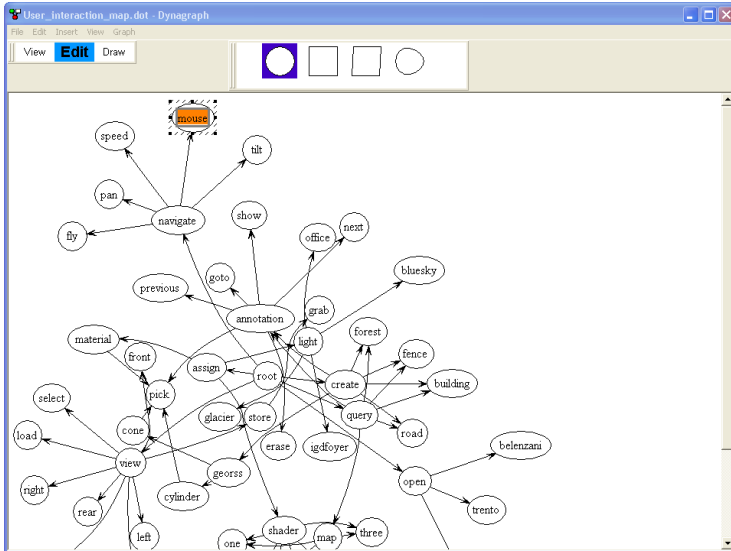 User_interaction_map.dot - Dynagraph
File Edit Insert View Graph
View Edit Draw
mouse
speed
tilt
pan
navigate
show
next
office
fly
bluesky
goto
previous
grab
annotation
forest
material
light
front
fence
assign
root
create
building
pick
select
glacier
store
query
cone
road
load
erase
igdfoyer
belenzani
view
georss
open
right
cylinder
rear
trento
shader
three
left
map
one